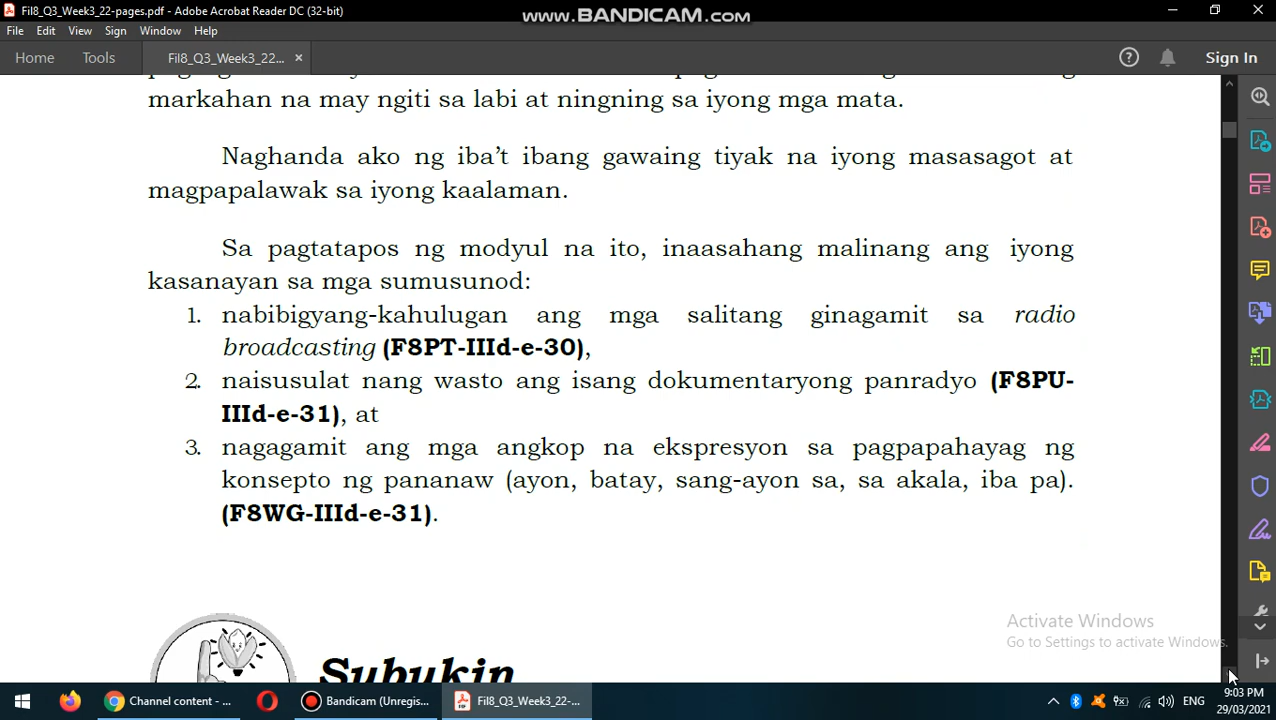 Fil8_Q3_Week3_22-pages.pdf - Adobe Acrobat Reader DC (32-bit)
www.BANDICAM.com
File Edit View Sign Window Help
Home Tools Fil8_Q3_Week3_22... × Sign In
markahan na may ngiti sa labi at ningning sa iyong mga mata.
Naghanda ako ng iba't ibang gawaing tiyak na iyong masasagot at
magpapalawak sa iyong kaalaman.
Sa pagtatapos ng modyul na ito, inaasahang malinang ang iyong
kasanayan sa mga sumusunod:
1. nabibigyang-kahulugan ang mga salitang ginagamit sa radio
broadcasting (F8PT-IIId-e-30),
2. naisusulat nang wasto ang isang dokumentaryong panradyo (F8PU-
IIId-e-31), at
3. nagagamit ang mga angkop na ekspresyon sa pagpapahayag ng
konsepto ng pananaw (ayon, batay, sang-ayon sa, sa akala, iba pa).
(F8WG-IIId-e-31).
Subukin
Activate Windows
Go to Settings to activate Windows.
Channel content - ... Bandicam (Unregis... Fil8_Q3_Week3_22-... ENG
9:03 PM
29/03/2021